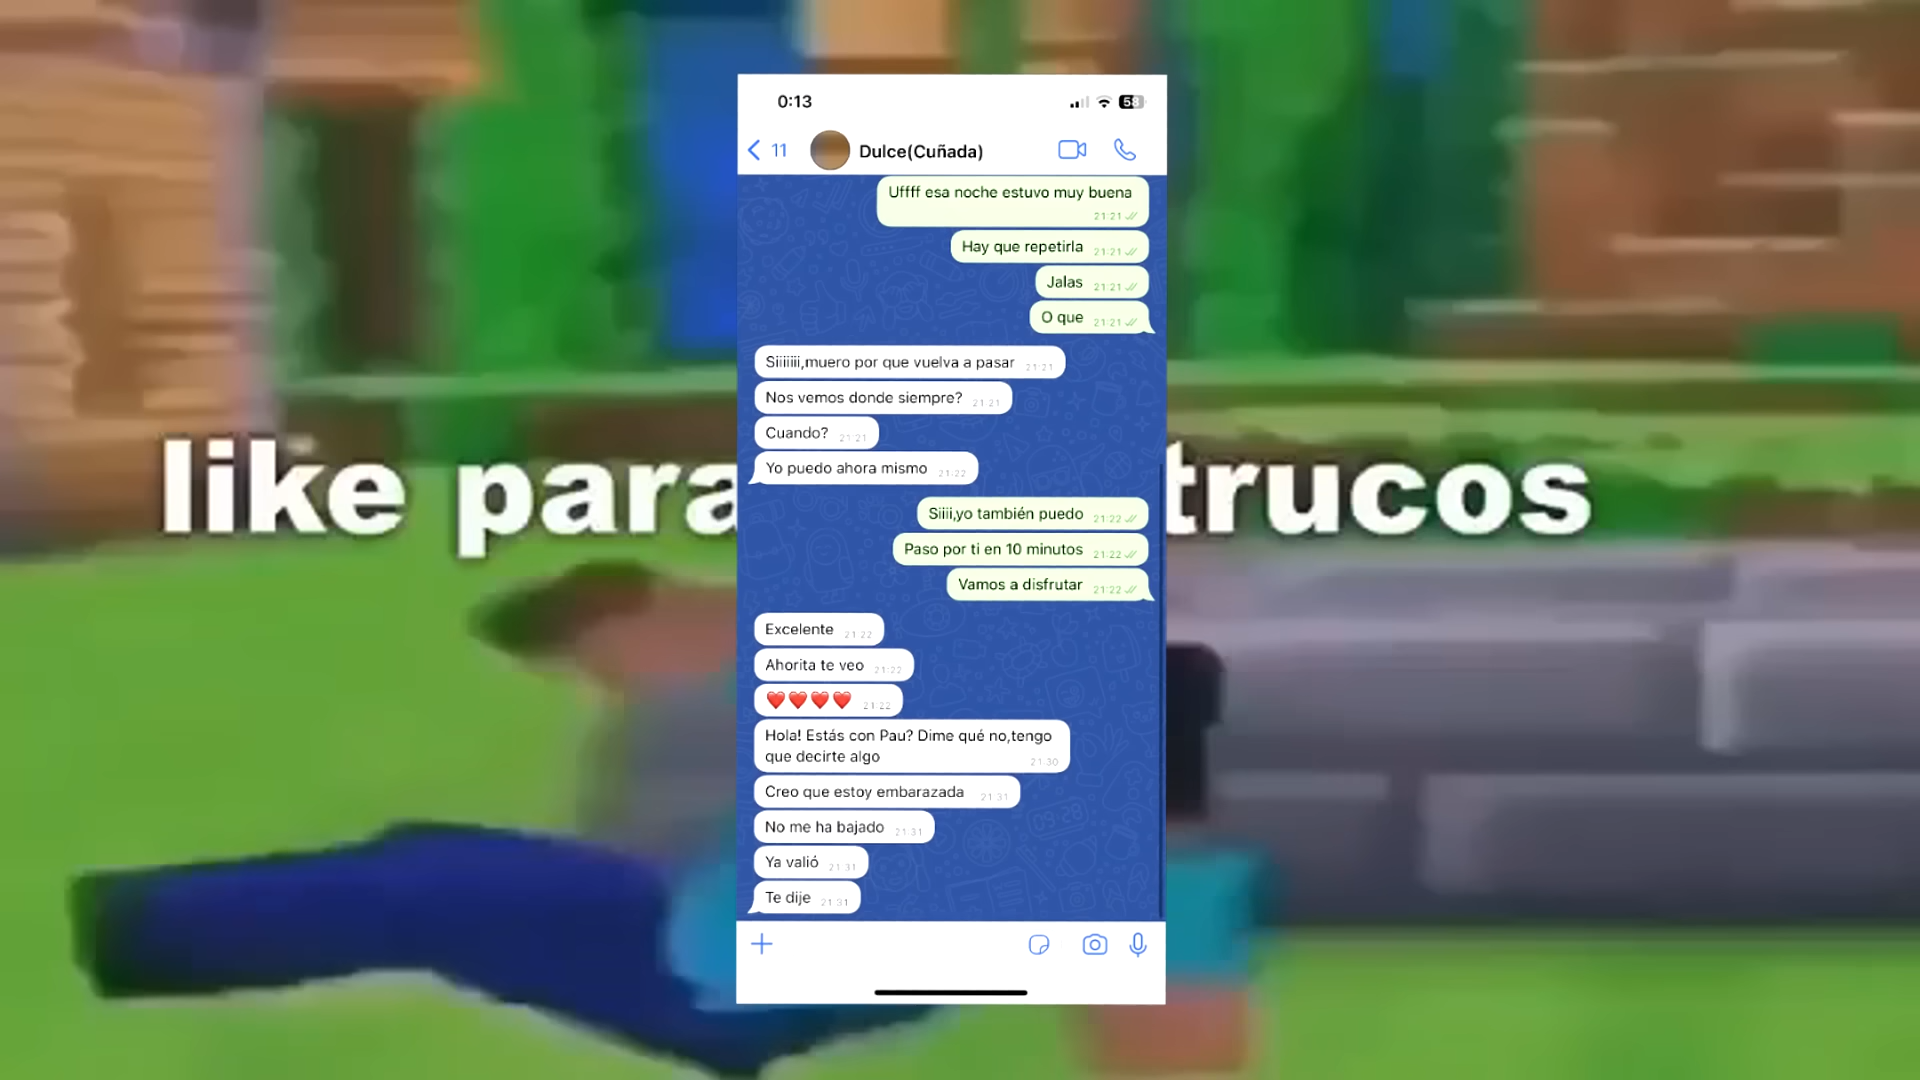 0:13
58
11
Dulce(Cuñada)
Uffff esa noche estuvo muy buena
21:21
Hay que repetirla 21:21
Jalas 21:21
O que 21:21
Siiiiiii,muero por que vuelva a pasar 21:21
Nos vemos donde siempre? 21:21
Cuando? 21:21
Yo puedo ahora mismo 21:22
like para trucos
Siiii,yo también puedo 21:22
Paso por ti en 10 minutos 21:22
Vamos a disfrutar 21:22
Excelente 21:22
Ahorita te veo 21:22
❤️❤️❤️❤️ 21:22
Hola! Estás con Pau? Dime qué no,tengo
que decirte algo 21:30
Creo que estoy embarazada 21:31
No me ha bajado 21:31
Ya valió 21:31
Te dije 21:31